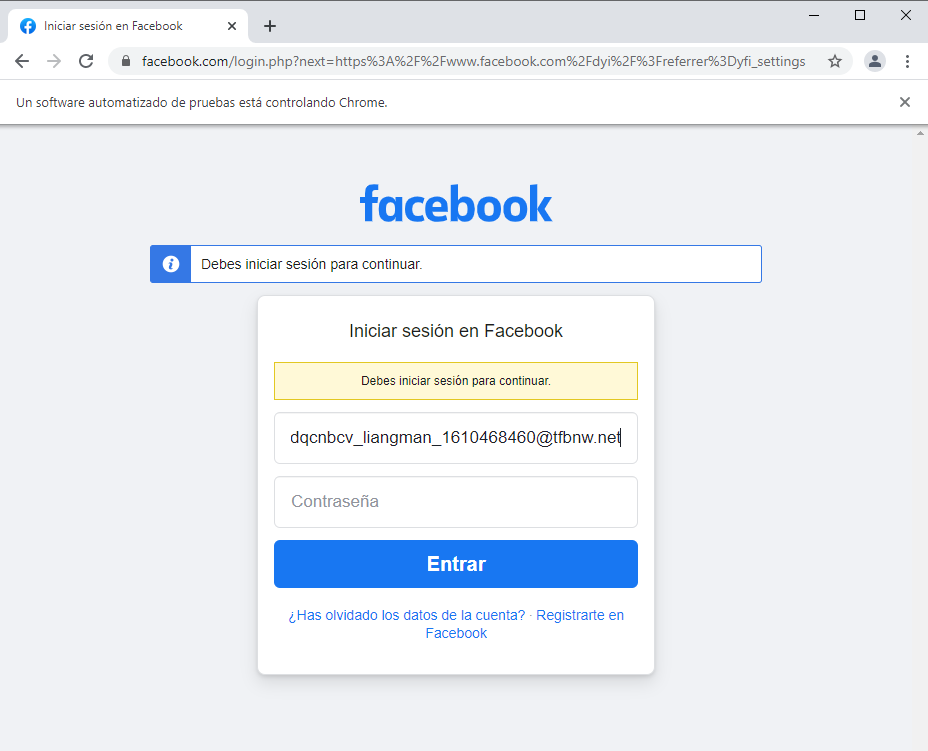 Iniciar sesión en Facebook
facebook.com/login.php?next=https%3A%2F%2Fwww.facebook.com%2Fdyi%2F%3Freferrer%3Dyfi_settings
Un software automatizado de pruebas está controlando Chrome.
facebook
Debes iniciar sesión para continuar.
Iniciar sesión en Facebook
Debes iniciar sesión para continuar.
dqcnbcv_liangman_1610468460@tfbnw.net
Contraseña
Entrar
¿Has olvidado los datos de la cuenta? · Registrarte en
Facebook